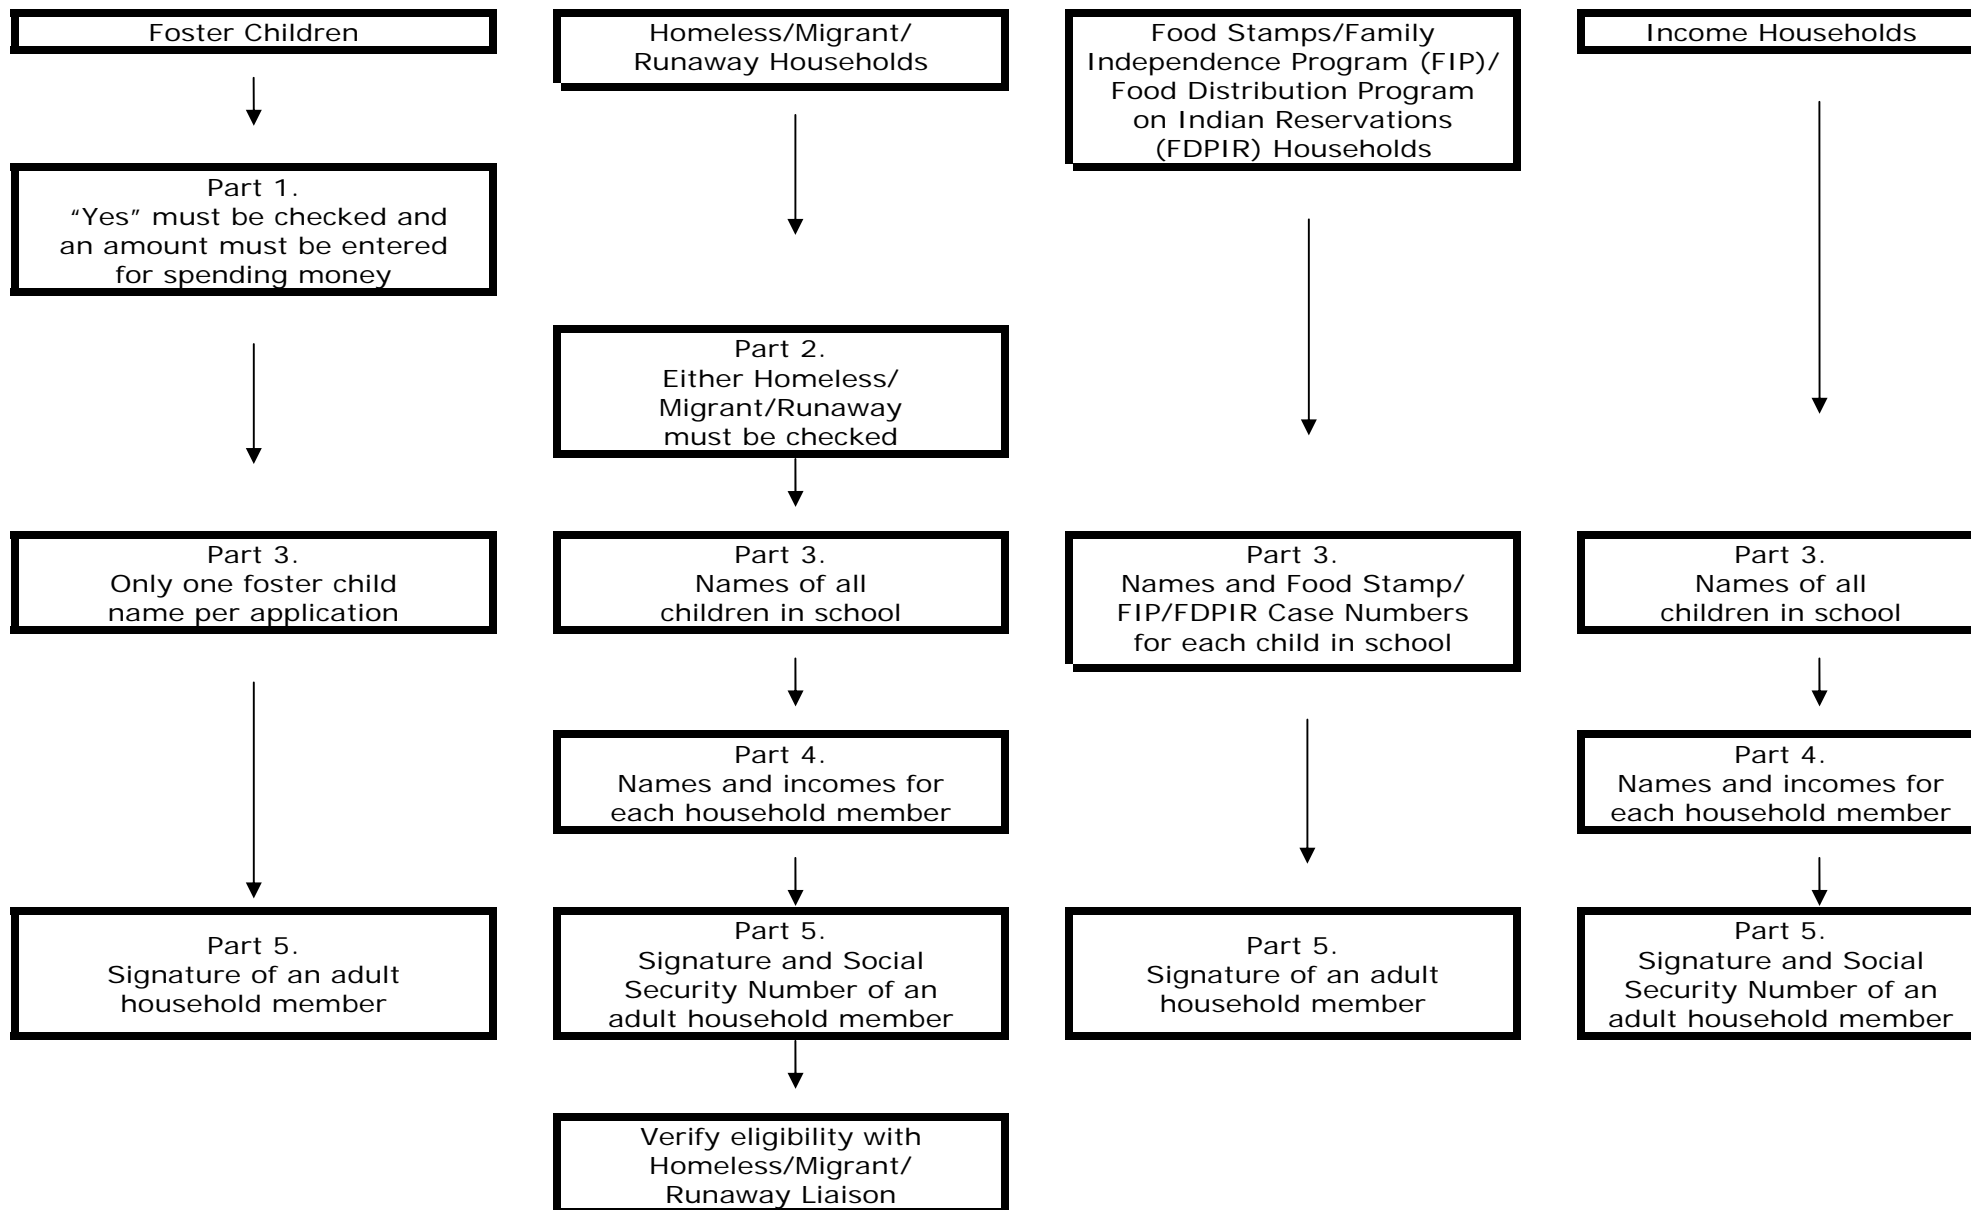 Foster Children
Part 1.
“Yes” must be checked and
an amount must be entered
for spending money
Part 3.
Only one foster child
name per application
Part 5.
Signature of an adult
household member
Homeless/Migrant/
Runaway Households
Part 2.
Either Homeless/
Migrant/Runaway
must be checked
Part 3.
Names of all
children in school
Part 4.
Names and incomes for
each household member
Part 5.
Signature and Social
Security Number of an
adult household member
Verify eligibility with
Homeless/Migrant/
Runaway Liaison
Food Stamps/Family
Independence Program (FIP)/
Food Distribution Program
on Indian Reservations
(FDPIR) Households
Part 3.
Names and Food Stamp/
FIP/FDPIR Case Numbers
for each child in school
Part 5.
Signature of an adult
household member
Income Households
Part 3.
Names of all
children in school
Part 4.
Names and incomes for
each household member
Part 5.
Signature and Social
Security Number of an
adult household member